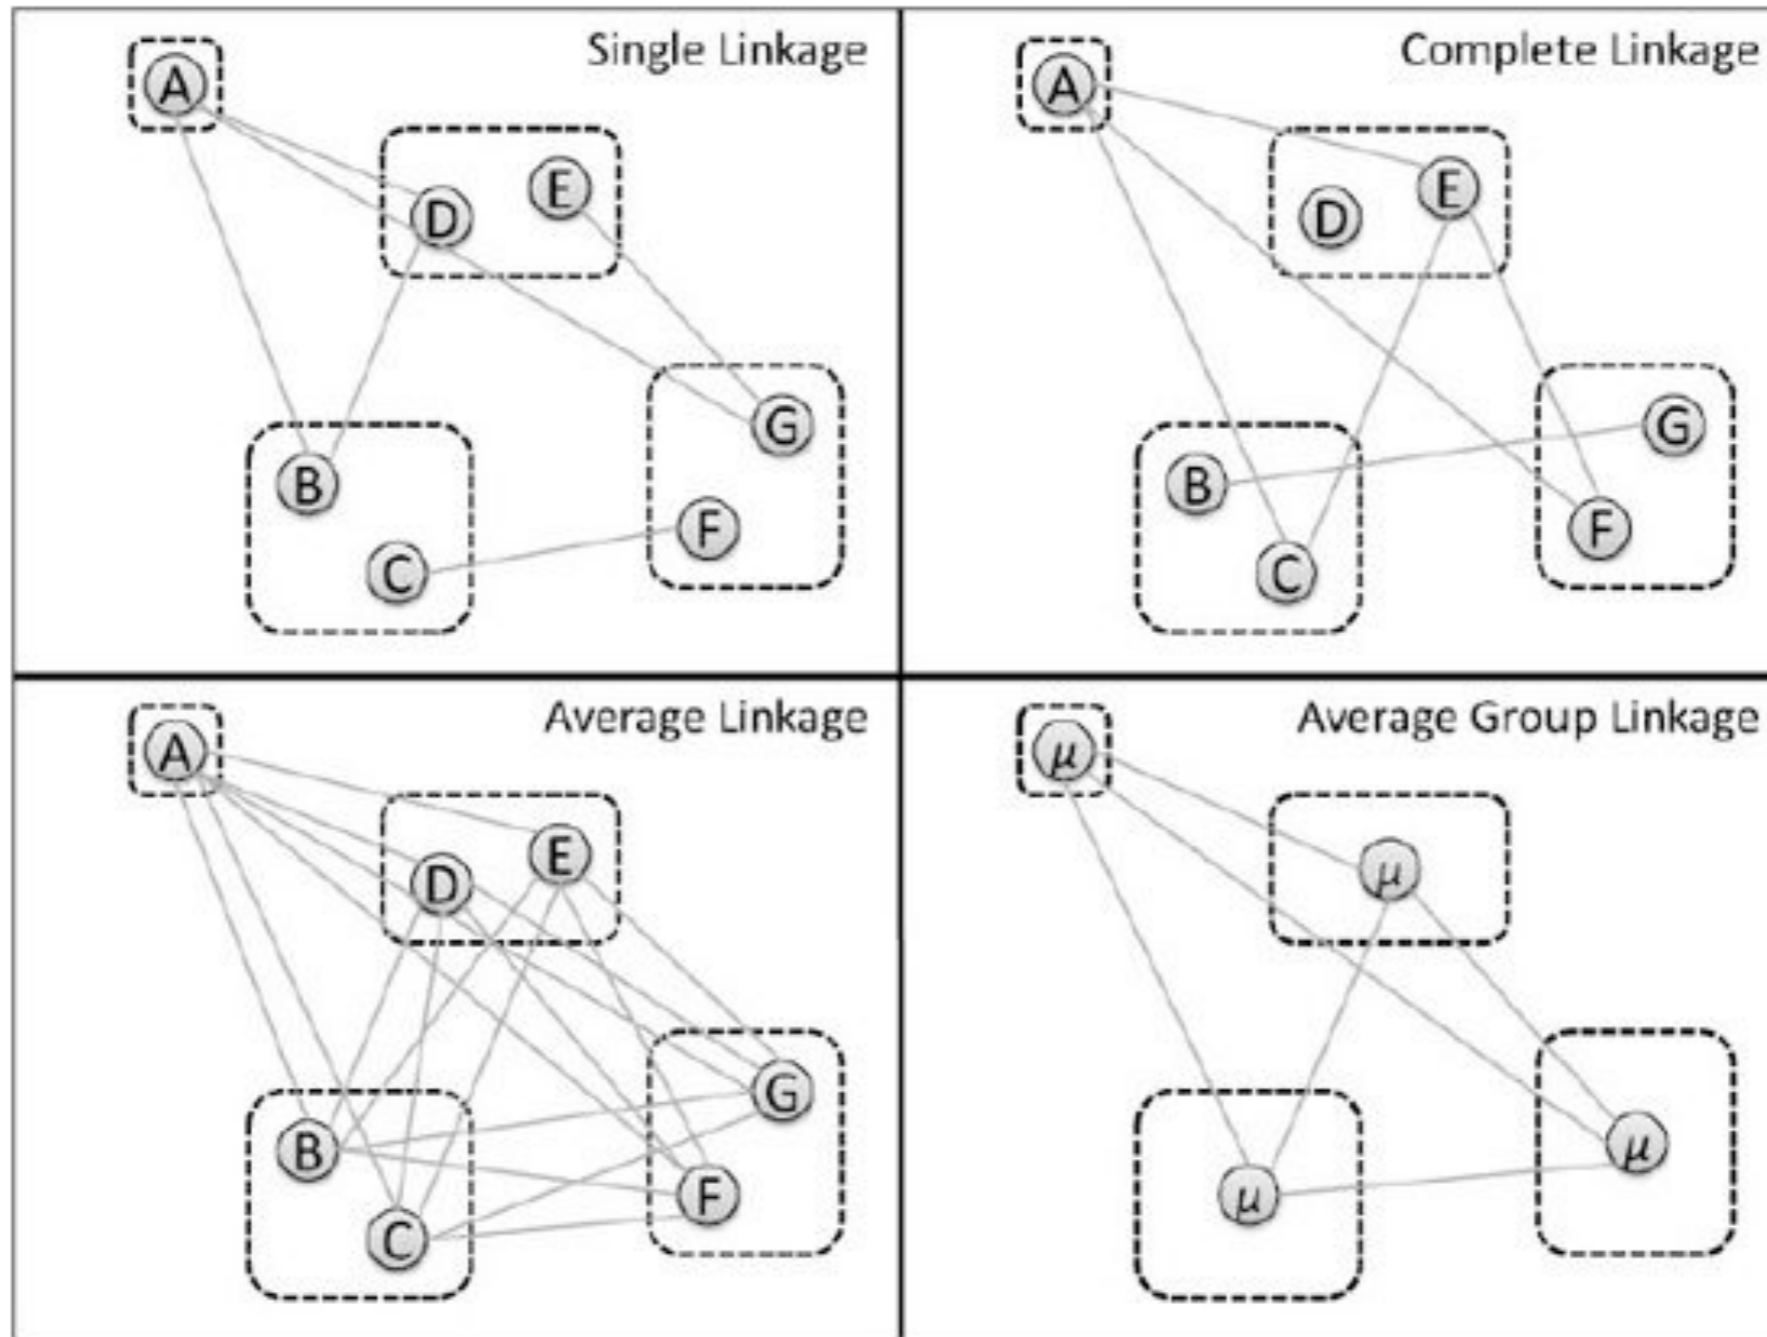 Single Linkage
A
E
D
G
B
F
C
Complete Linkage
A
E
D
G
B
F
C
Average Linkage
A
E
D
G
B
F
C
Average Group Linkage
μ
μ
μ
μ